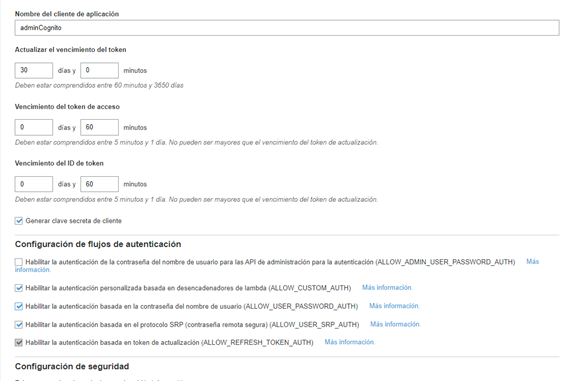 Nombre del cliente de aplicación
adminCognito
Actualizar el vencimiento del token
30 días y 0 minutos
Deben estar comprendidos entre 60 minutos y 3650 días
Vencimiento del token de acceso
0 días y 60 minutos
Deben estar comprendidos entre 5 minutos y 1 día. No pueden ser mayores que el vencimiento del token de actualización.
Vencimiento del ID de token
0 días y 60 minutos
Deben estar comprendidos entre 5 minutos y 1 día. No pueden ser mayores que el vencimiento del token de actualización.
Generar clave secreta de cliente
Configuración de flujos de autenticación
Habilitar la autenticación de la contraseña del nombre de usuario para las API de administración para la autenticación (ALLOW_ADMIN_USER_PASSWORD_AUTH) Más
información.
Habilitar la autenticación personalizada basada en desencadenadores de lambda (ALLOW_CUSTOM_AUTH) Más información.
Habilitar la autenticación basada en la contraseña del nombre de usuario (ALLOW_USER_PASSWORD_AUTH) Más información.
Habilitar la autenticación basada en el protocolo SRP (contraseña remota segura) (ALLOW_USER_SRP_AUTH) Más información.
Habilitar la autenticación basada en token de actualización (ALLOW_REFRESH_TOKEN_AUTH) Más información.
Configuración de seguridad